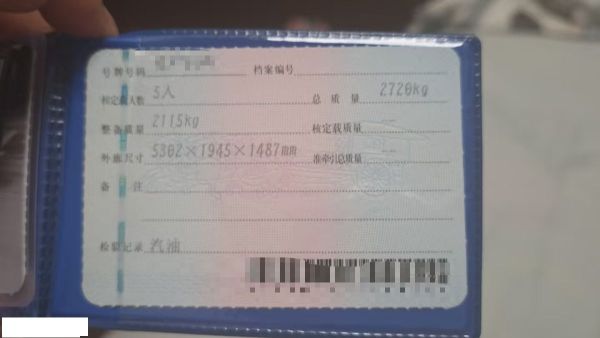 号牌号码 档案编号
核定载人数 5人 总质量 2720kg
整备质量 2115kg 核定载质量 --
外廓尺寸 5302×1945×1487mm 准牵引总质量 --
备注
检验记录 汽油